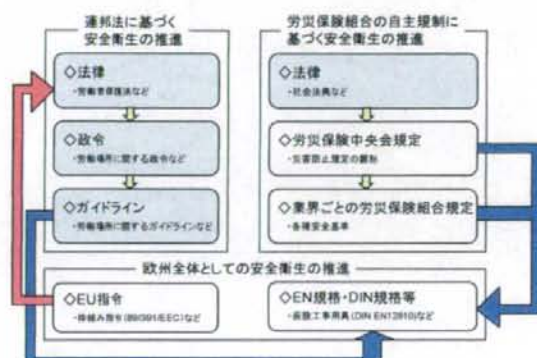 連邦法に基づく
安全衛生の推進
◇法律
・労働者保護法など
◇政令
・労働場所に関する政令など
◇ガイドライン
・労働場所に関するガイドラインなど
労災保険組合の自主規制に
基づく安全衛生の推進
◇法律
・社会法典など
◇労災保険中央会規定
・災害防止規定の
◇業界ごとの労災保険組合規定
・各種安全基準
欧州全体としての安全衛生の推進
◇EU指令
・枠組み指令(89/391/EEC)など
◇EN規格・DIN規格等
・仮設工事用具(DIN EN12810)など